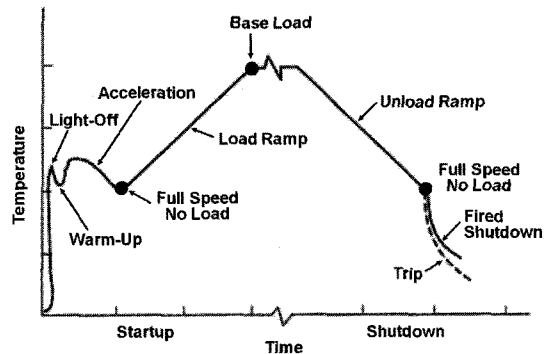 Base Load
Acceleration
Light-Off
Unload Ramp
Load Ramp
Temperature
Full Speed
No Load
Full Speed
No Load
Warm-Up
Fired
Shutdown
Trip
Startup
Shutdown
Time